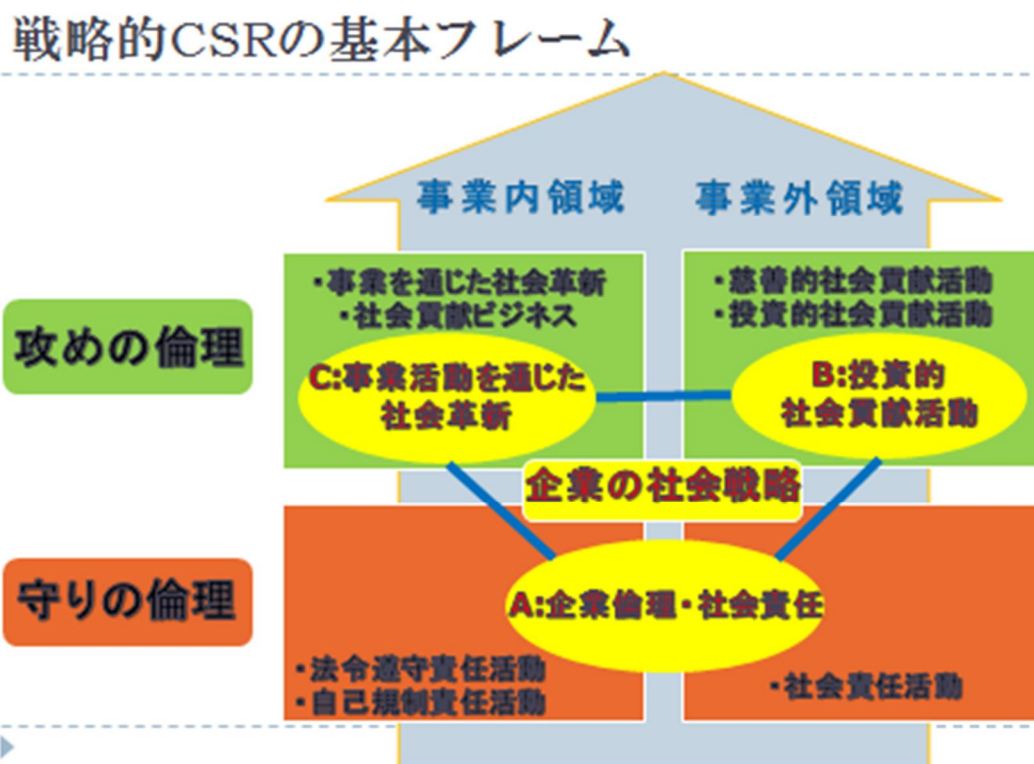 戦略的CSRの基本フレーム
事業内領域
事業外領域
攻めの倫理
・事業を通じた社会革新
・社会貢献ビジネス
C:事業活動を通じた
社会革新
・慈善的社会貢献活動
・投資的社会貢献活動
B:投資的
社会貢献活動
企業の社会戦略
守りの倫理
A:企業倫理・社会責任
・法令遵守責任活動
・自己規制責任活動
・社会責任活動